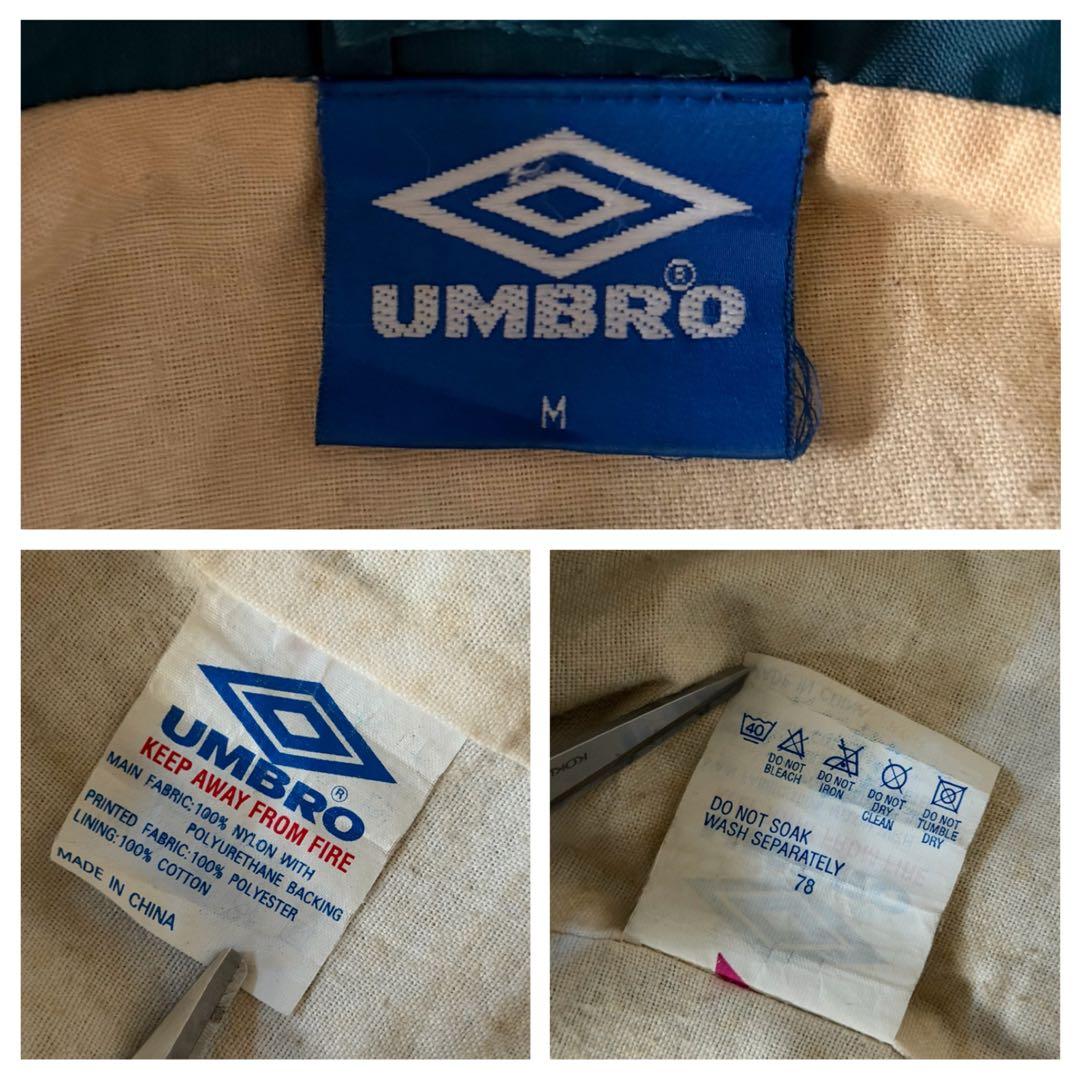 UMBRO®
M
UMBRO®
KEEP AWAY FROM FIRE
MAIN FABRIC:100% NYLON WITH
POLYURETHANE BACKING
PRINTED FABRIC:100% POLYESTER
LINING:100% COTTON
MADE IN CHINA
40
DO NOT
BLEACH
DO NOT
IRON
DO NOT
DRY
CLEAN
DO NOT
TUMBLE
DRY
DO NOT SOAK
WASH SEPARATELY
78